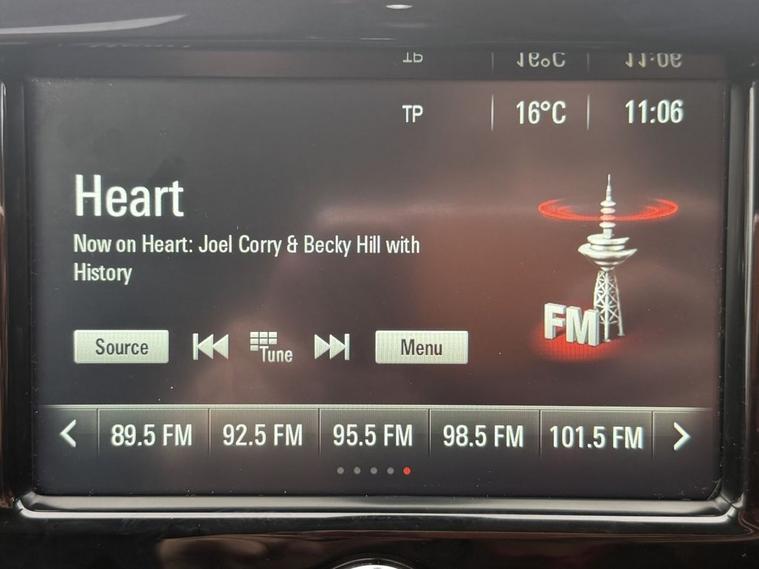 TP 16°C 11:06
Heart
Now on Heart: Joel Corry & Becky Hill with
History
FM
Source Tune Menu
89.5 FM 92.5 FM 95.5 FM 98.5 FM 101.5 FM